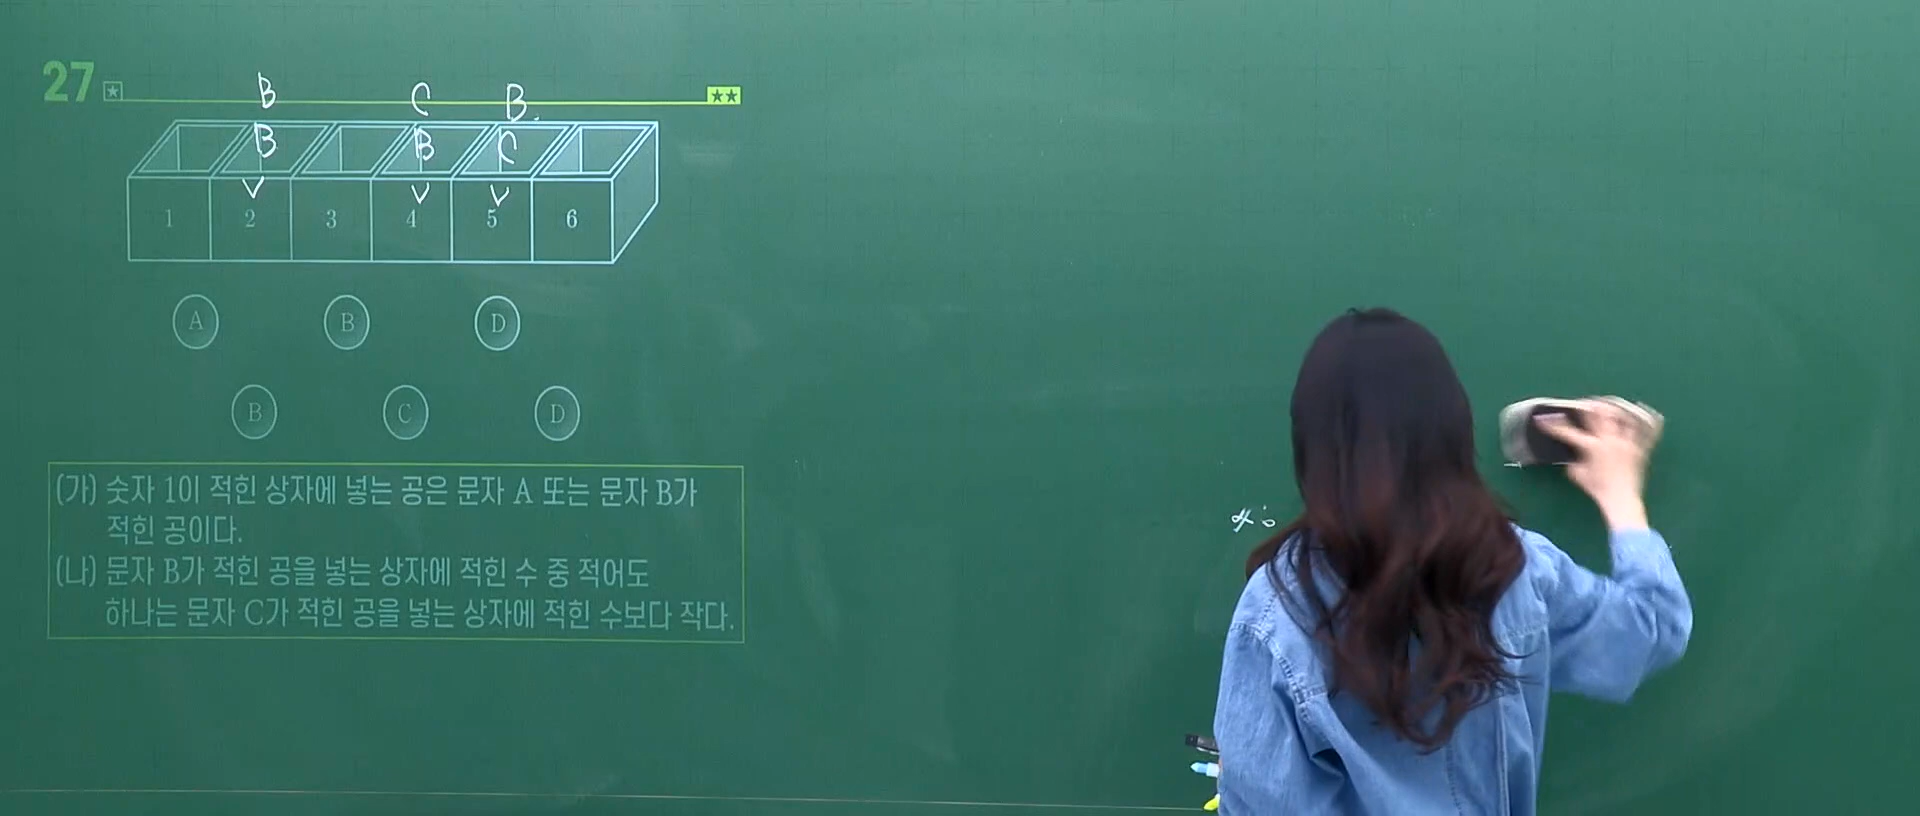 27 ★ ★★
B C B
B B C
V V V
1 2 3 4 5 6
A B D
B C D
(가) 숫자 1이 적힌 상자에 넣는 공은 문자 A 또는 문자 B가
적힌 공이다.
(나) 문자 B가 적힌 공을 넣는 상자에 적힌 수 중 적어도
하나는 문자 C가 적힌 공을 넣는 상자에 적힌 수보다 작다.